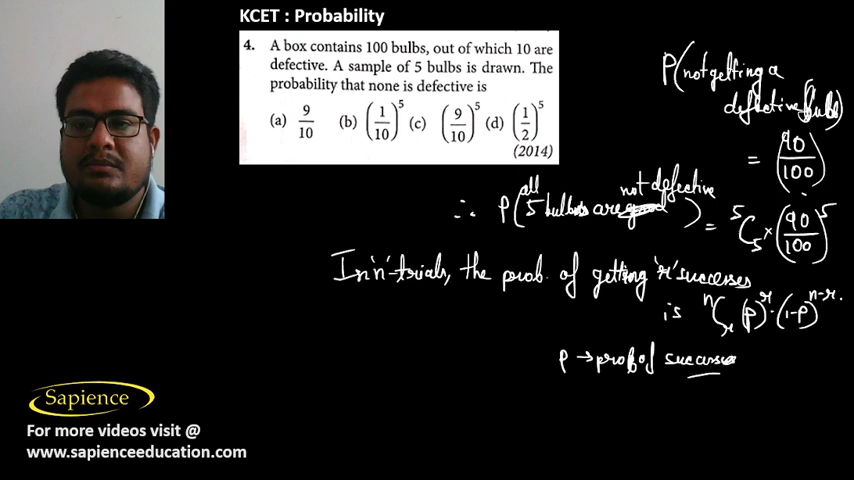 KCET : Probability
4. A box contains 100 bulbs, out of which 10 are
defective. A sample of 5 bulbs is drawn. The
probability that none is defective is
(a) 9/10 (b) (1/10)^5 (c) (9/10)^5 (d) (1/2)^5
(2014)
P(not getting a
defective bulb)
= (90/100)
∴ P(all 5 bulbs are not defective) = ⁵C₅ × (90/100)^5
In 'n' trials, the prob. of getting 'r' successes
is ⁿCᵣ (p)^r · (1-p)^(n-r).
p → prob of success
Sapience
For more videos visit @
www.sapienceeducation.com